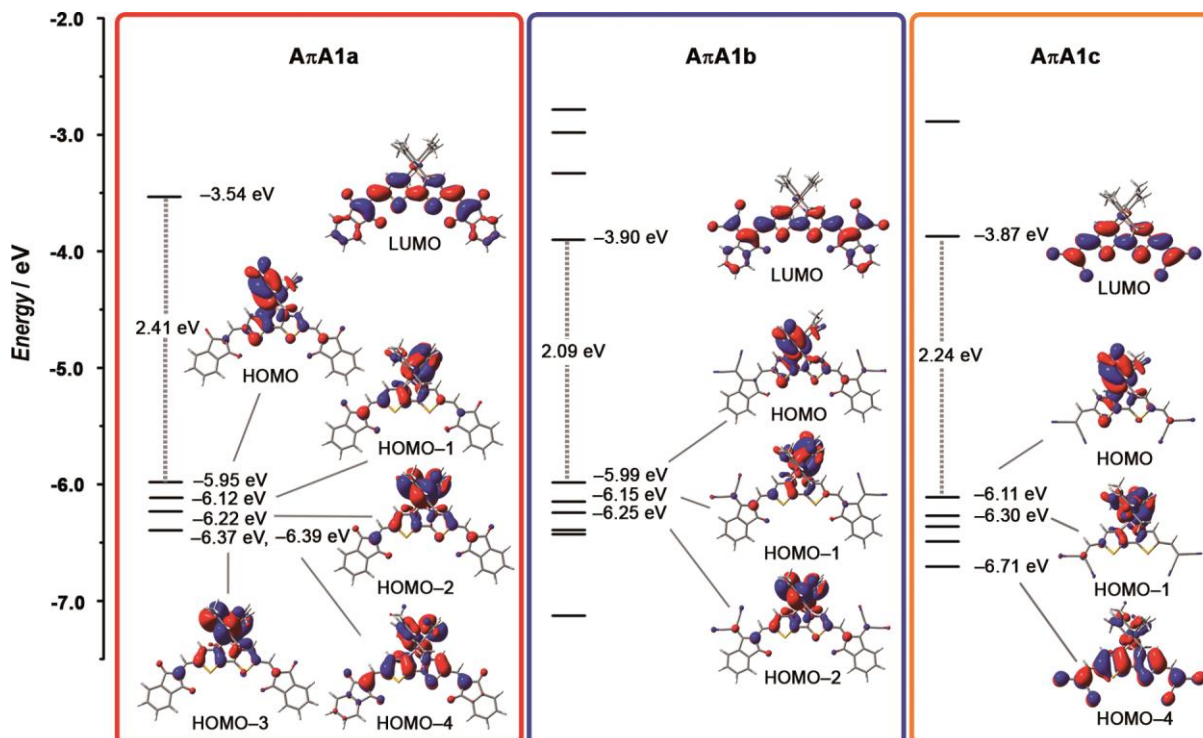 Energy / eV
-2.0
-3.0
-4.0
-5.0
-6.0
-7.0
AπA1a
–3.54 eV
LUMO
2.41 eV
HOMO
HOMO–1
–5.95 eV
–6.12 eV
–6.22 eV
–6.37 eV, –6.39 eV
HOMO–2
HOMO–3
HOMO–4
AπA1b
–3.90 eV
LUMO
2.09 eV
HOMO
–5.99 eV
–6.15 eV
–6.25 eV
HOMO–1
HOMO–2
AπA1c
–3.87 eV
LUMO
2.24 eV
HOMO
–6.11 eV
–6.30 eV
HOMO–1
–6.71 eV
HOMO–4